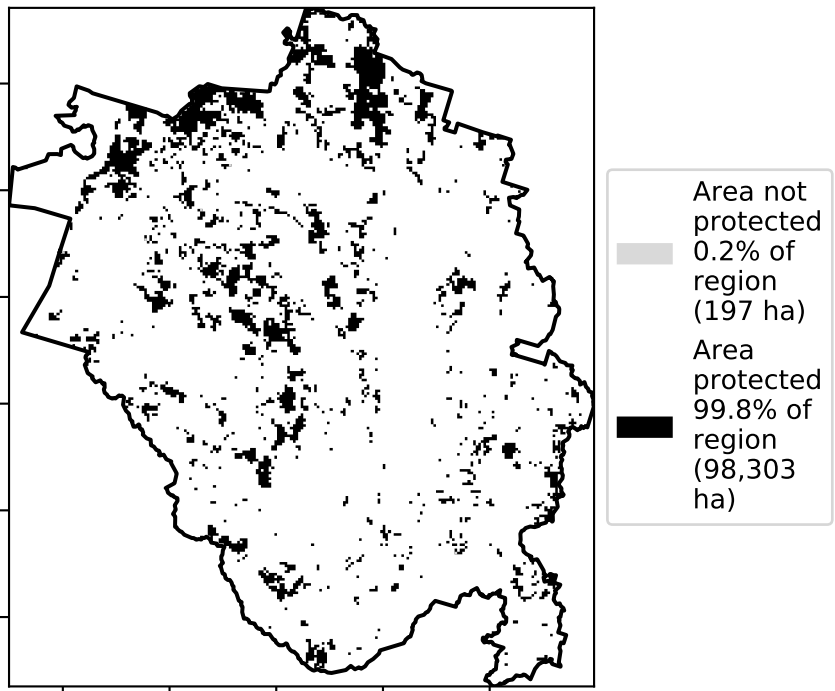 Area not
protected
0.2% of
region
(197 ha)
Area
protected
99.8% of
region
(98,303
ha)